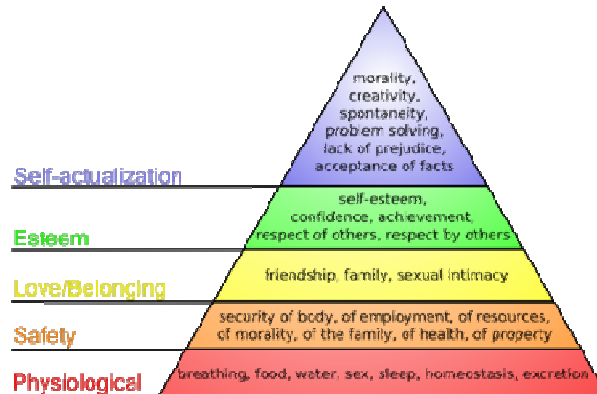 morality,
creativity,
spontaneity,
problem solving,
lack of prejudice,
acceptance of facts
Self-actualization
self-esteem,
confidence, achievement,
respect of others, respect by others
Esteem
friendship, family, sexual intimacy
Love/Belonging
security of body, of employment, of resources,
of morality, of the family, of health, of property
Safety
breathing, food, water, sex, sleep, homeostasis, excretion
Physiological